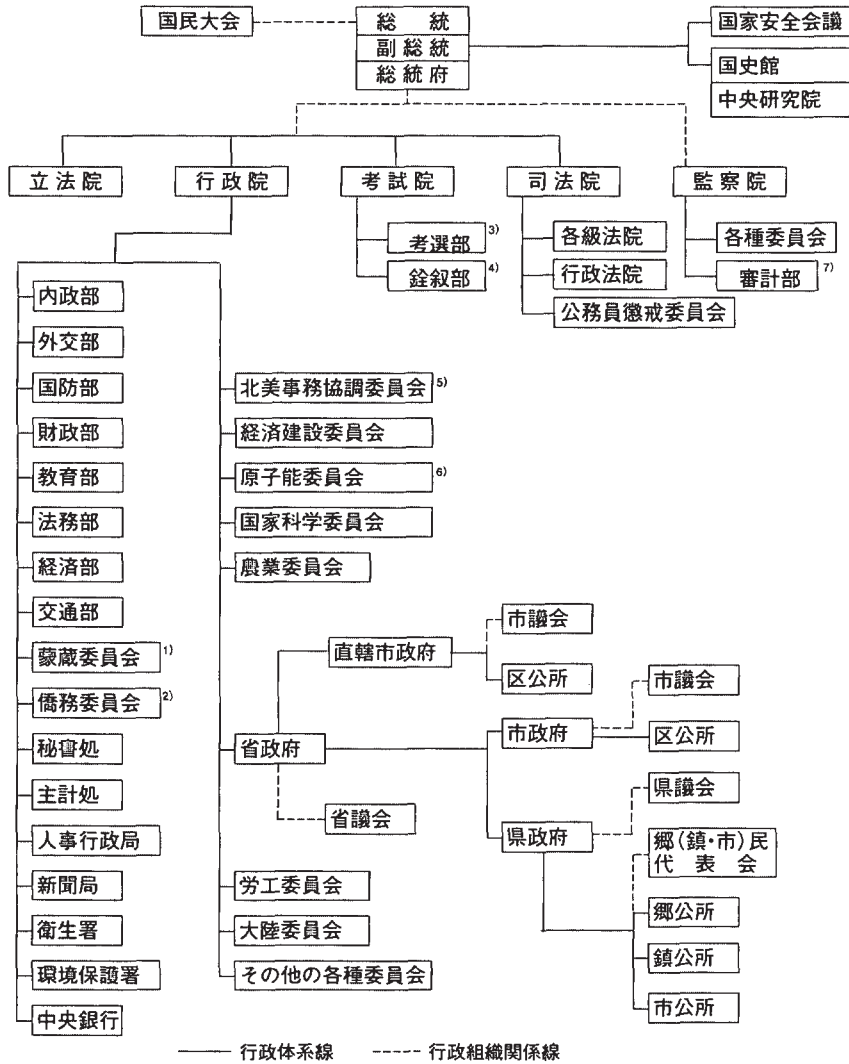 国民大会
総統
副総統
総統府
国家安全会議
国史館
中央研究院
立法院
行政院
考試院
司法院
監察院
考選部 3)
銓叙部 4)
各級法院
行政法院
公務員懲戒委員会
各種委員会
審計部 7)
内政部
外交部
国防部
財政部
教育部
法務部
経済部
交通部
蒙蔵委員会 1)
僑務委員会 2)
秘書処
主計処
人事行政局
新聞局
衛生署
環境保護署
中央銀行
北美事務協調委員会 5)
経済建設委員会
原子能委員会 6)
国家科学委員会
農業委員会
省政府
労工委員会
大陸委員会
その他の各種委員会
直轄市政府
省議会
市議会
区公所
市政府
県政府
市議会
区公所
県議会
郷(鎮・市)民
代表会
郷公所
鎮公所
市公所
行政体系線
行政組織関係線